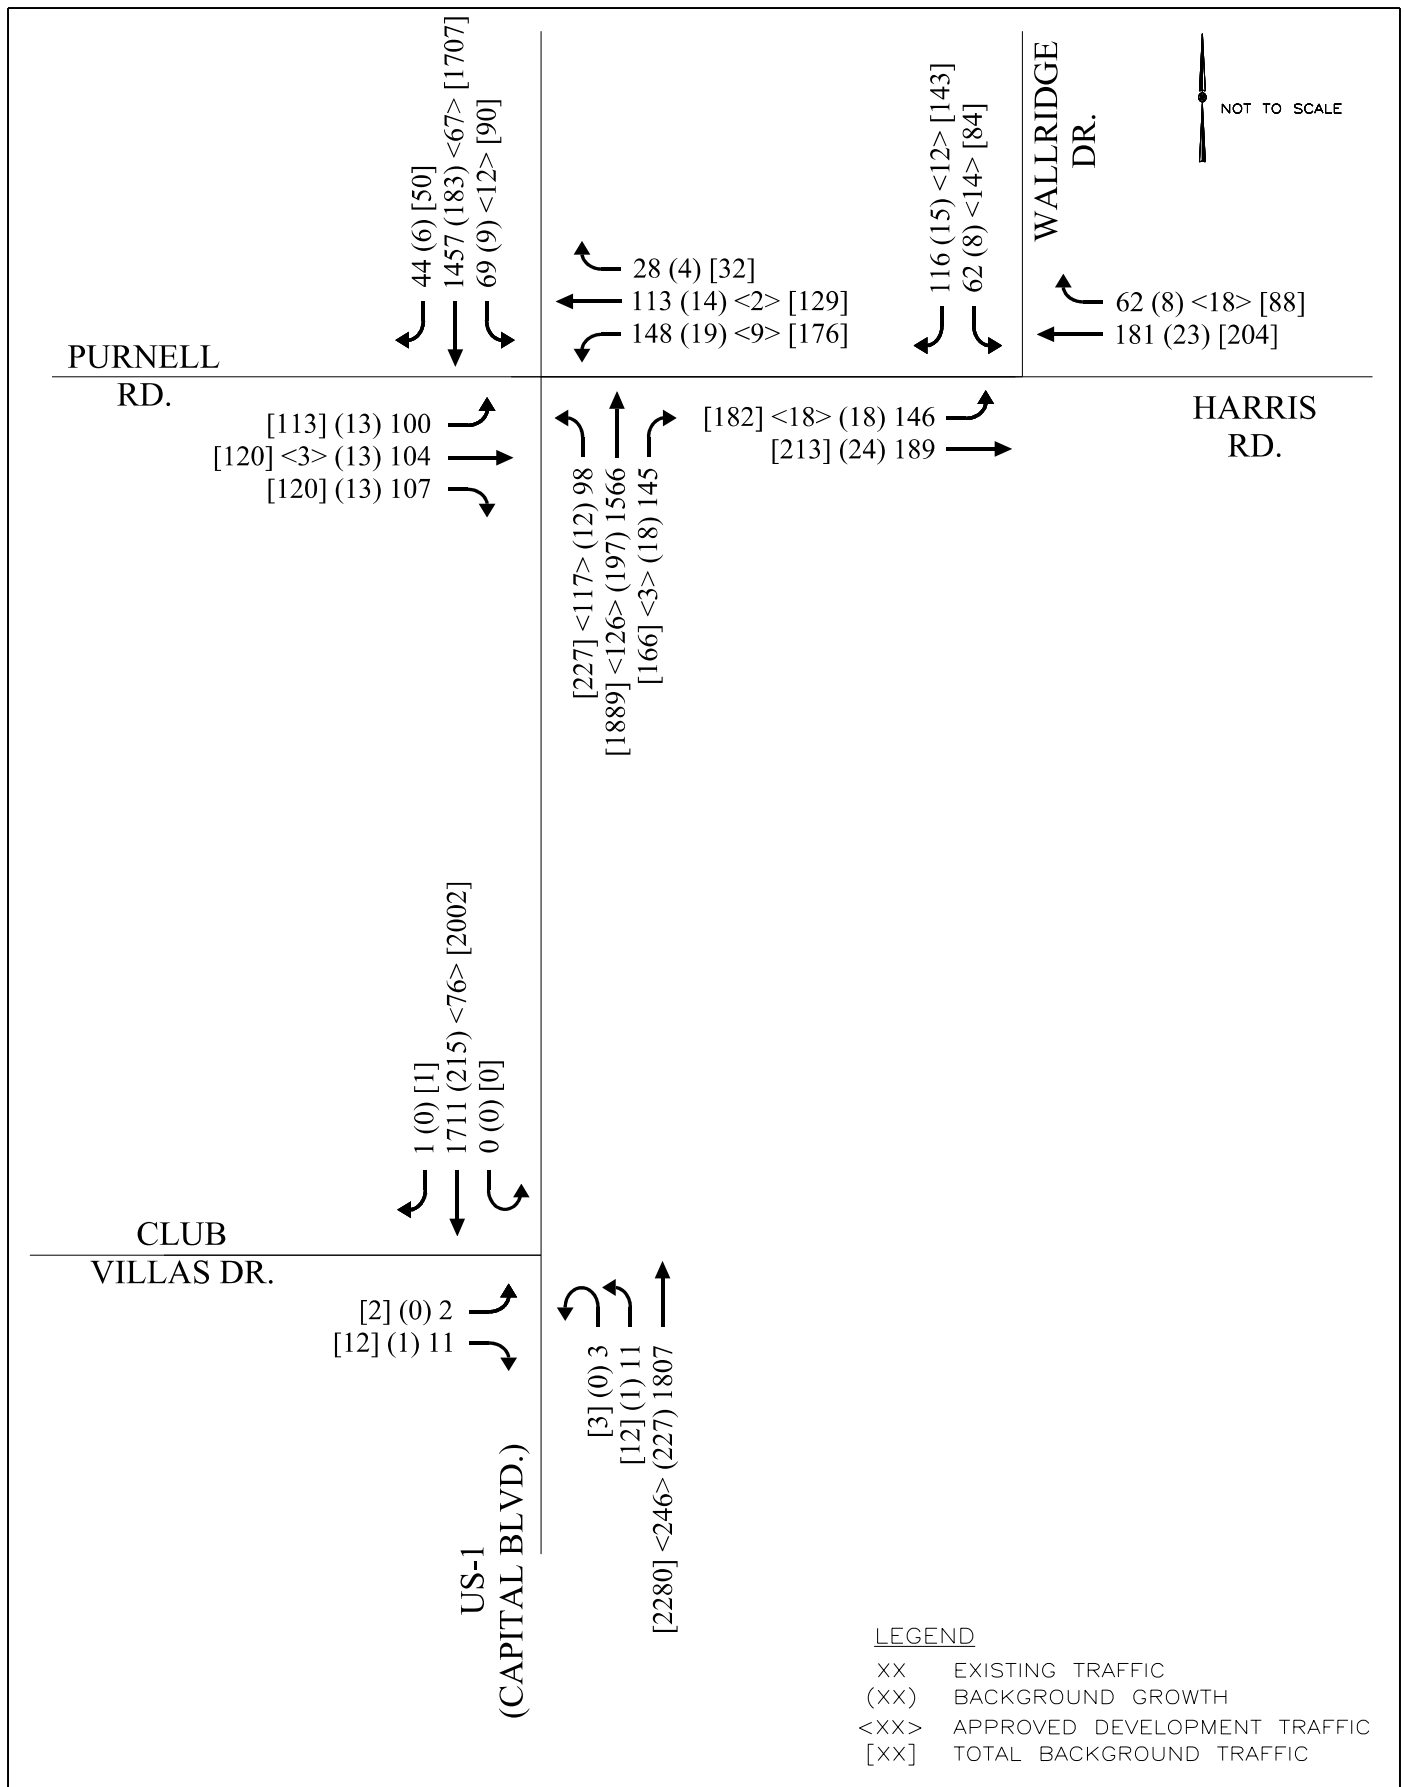 44 (6) [50]
1457 (183) <67> [1707]
69 (9) <12> [90]
28 (4) [32]
113 (14) <2> [129]
148 (19) <9> [176]
116 (15) <12> [143]
62 (8) <14> [84]
WALLRIDGE
DR.
NOT TO SCALE
62 (8) <18> [88]
181 (23) [204]
PURNELL
RD.
[113] (13) 100
[120] <3> (13) 104
[120] (13) 107
[227] <117> (12) 98
[1889] <126> (197) 1566
[166] <3> (18) 145
[182] <18> (18) 146
[213] (24) 189
HARRIS
RD.
1 (0) [1]
1711 (215) <76> [2002]
0 (0) [0]
CLUB
VILLAS DR.
[2] (0) 2
[12] (1) 11
[3] (0) 3
[12] (1) 11
[2280] <246> (227) 1807
US-1
(CAPITAL BLVD.)
LEGEND
XX EXISTING TRAFFIC
(XX) BACKGROUND GROWTH
<XX> APPROVED DEVELOPMENT TRAFFIC
[XX] TOTAL BACKGROUND TRAFFIC